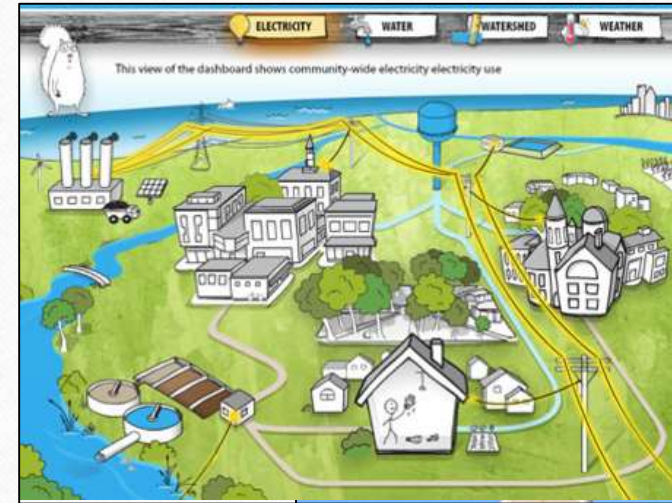 ELECTRICITY
WATER
WATERSHED
WEATHER
This view of the dashboard shows community-wide electricity electricity use